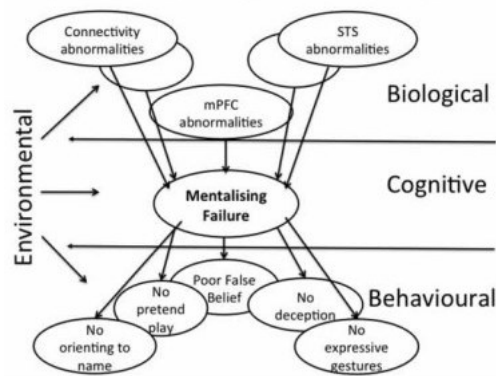 Connectivity
abnormalities
STS
abnormalities
Biological
mPFC
abnormalities
Environmental
Cognitive
Mentalising
Failure
Behavioural
Poor False
Belief
No
pretend
play
No
deception
No
orienting to
name
No
expressive
gestures